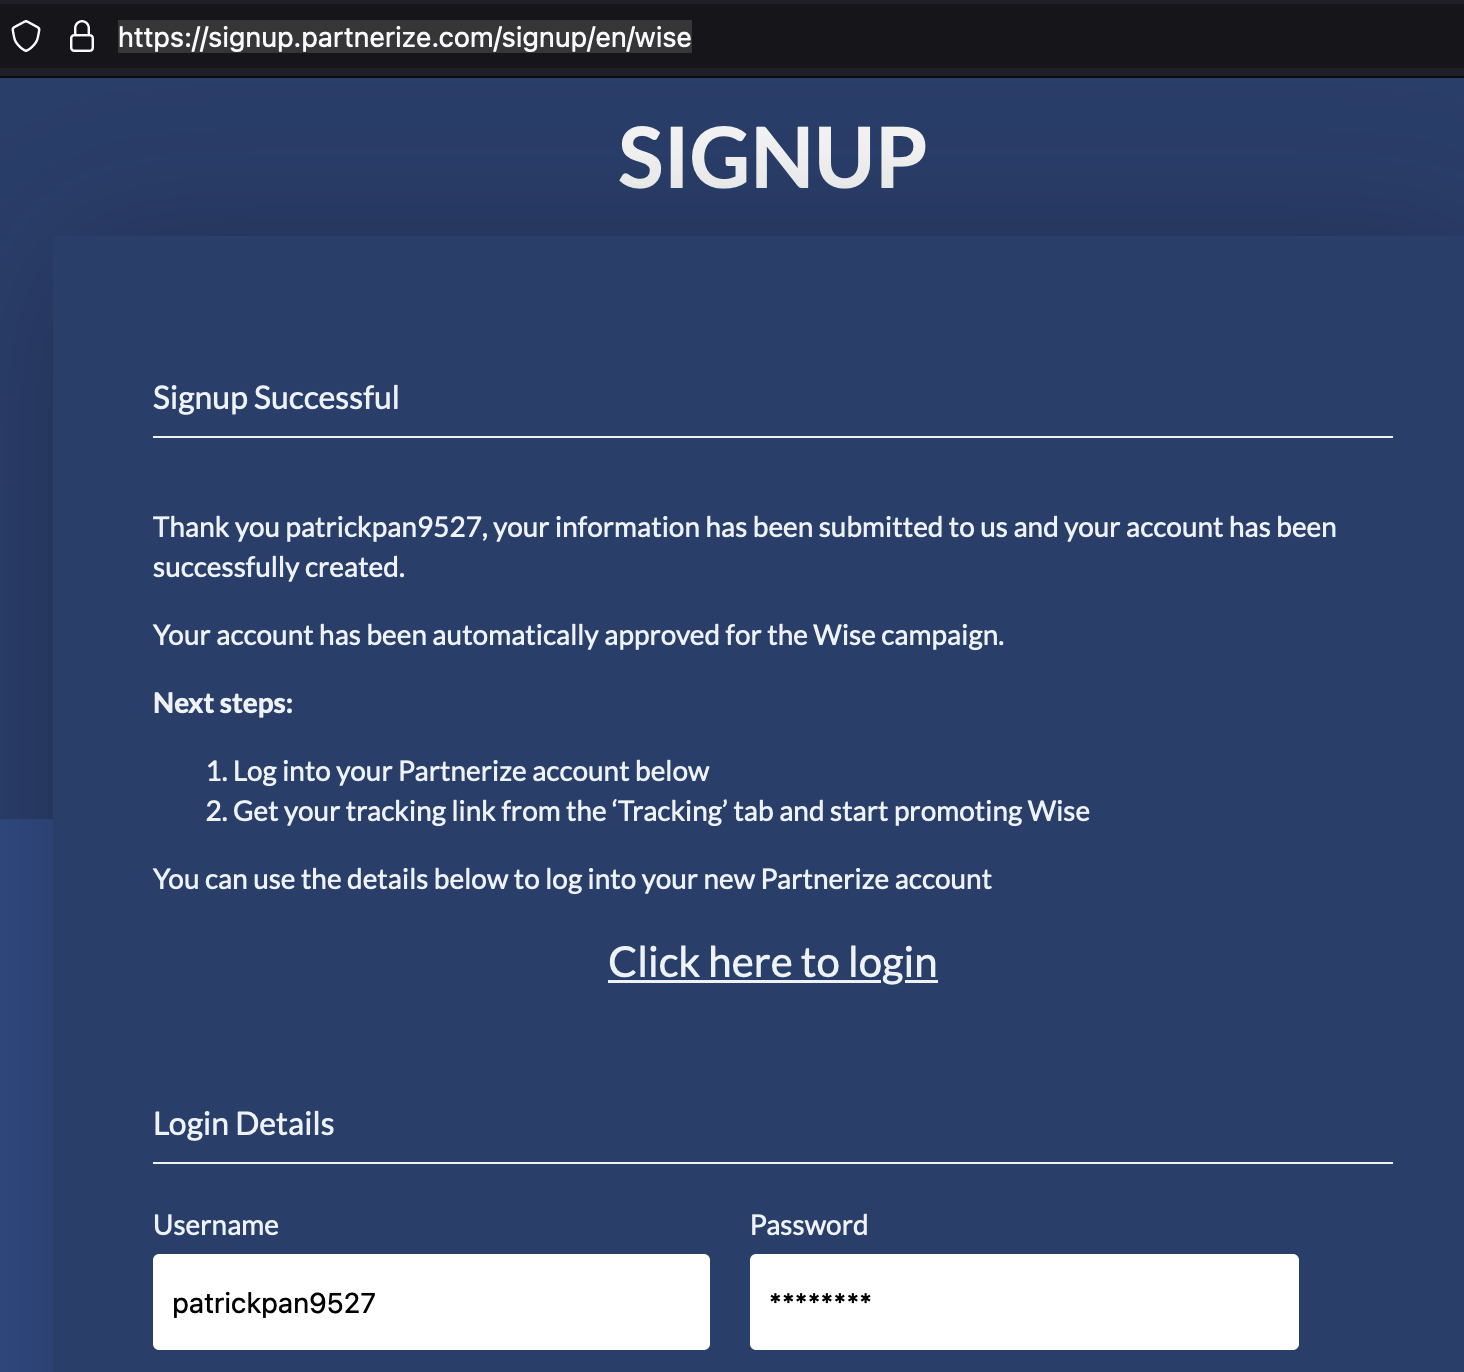 https://signup.partnerize.com/signup/en/wise
SIGNUP
Signup Successful
Thank you patrickpan9527, your information has been submitted to us and your account has been
successfully created.
Your account has been automatically approved for the Wise campaign.
Next steps:
1. Log into your Partnerize account below
2. Get your tracking link from the ‘Tracking’ tab and start promoting Wise
You can use the details below to log into your new Partnerize account
Click here to login
Login Details
Username Password
patrickpan9527 ********